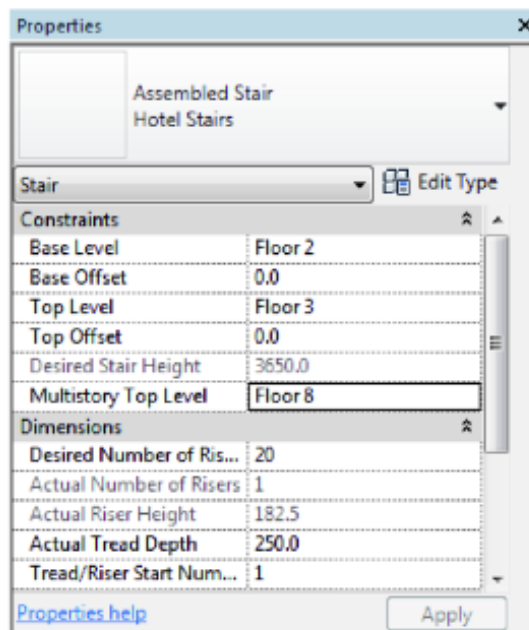 Properties
Assembled Stair
Hotel Stairs
Stair Edit Type
Constraints
Base Level Floor 2
Base Offset 0.0
Top Level Floor 3
Top Offset 0.0
Desired Stair Height 3650.0
Multistory Top Level Floor 8
Dimensions
Desired Number of Ris... 20
Actual Number of Risers 1
Actual Riser Height 182.5
Actual Tread Depth 250.0
Tread/Riser Start Num... 1
Properties help Apply